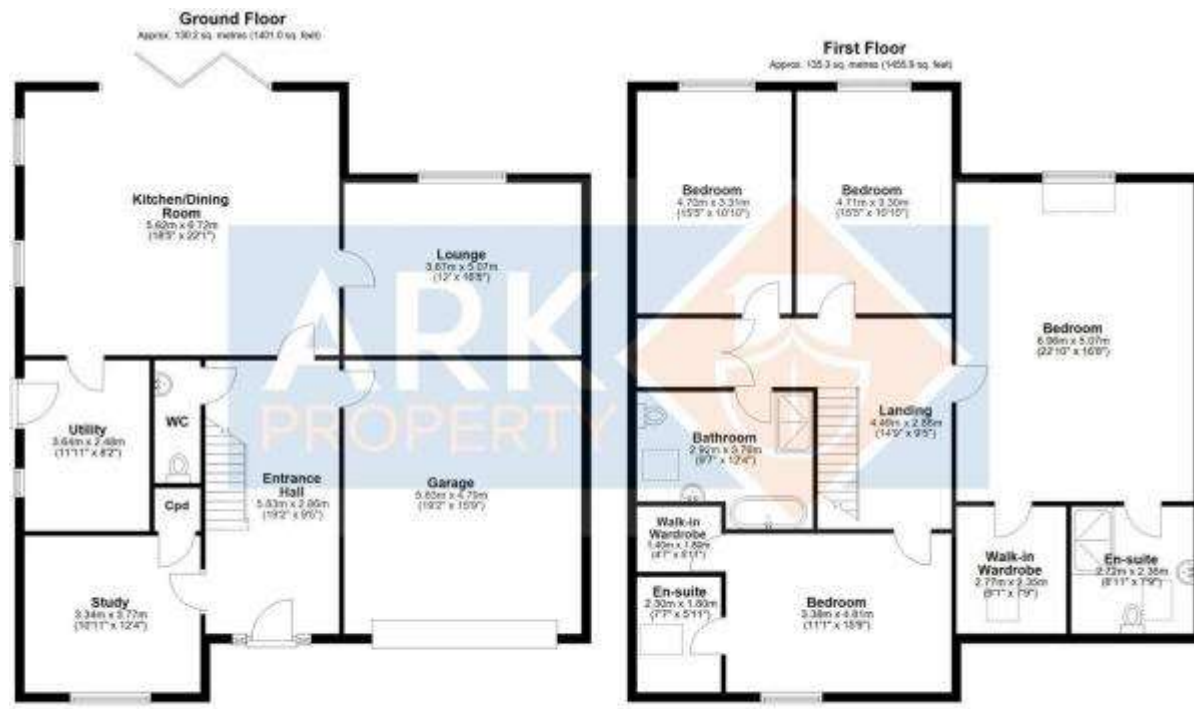 Ground Floor
Approx. 130.2 sq. metres (1401.0 sq. feet)
Kitchen/Dining
Room
5.62m x 6.72m
(18'5" x 22'1")
Lounge
3.67m x 5.07m
(12' x 16'8")
Utility
3.64m x 2.48m
(11'11" x 8'2")
WC
Cpd
Entrance
Hall
5.83m x 2.86m
(19'2" x 9'5")
Garage
5.83m x 4.79m
(19'2" x 15'9")
Study
3.34m x 3.77m
(10'11" x 12'4")
First Floor
Approx. 135.3 sq. metres (1455.9 sq. feet)
Bedroom
4.70m x 3.31m
(15'5" x 10'10")
Bedroom
4.71m x 3.30m
(15'5" x 10'10")
Bedroom
6.96m x 5.07m
(22'10" x 16'8")
Landing
4.49m x 2.88m
(14'9" x 9'5")
Bathroom
2.92m x 3.76m
(9'7" x 12'4")
Walk-in
Wardrobe
1.40m x 1.86m
(4'7" x 6'1")
En-suite
2.30m x 1.80m
(7'7" x 5'11")
Bedroom
3.38m x 4.81m
(11'1" x 15'9")
Walk-in
Wardrobe
2.77m x 2.35m
(9'1" x 7'9")
En-suite
2.72m x 2.36m
(8'11" x 7'9")
ARK
PROPERTY